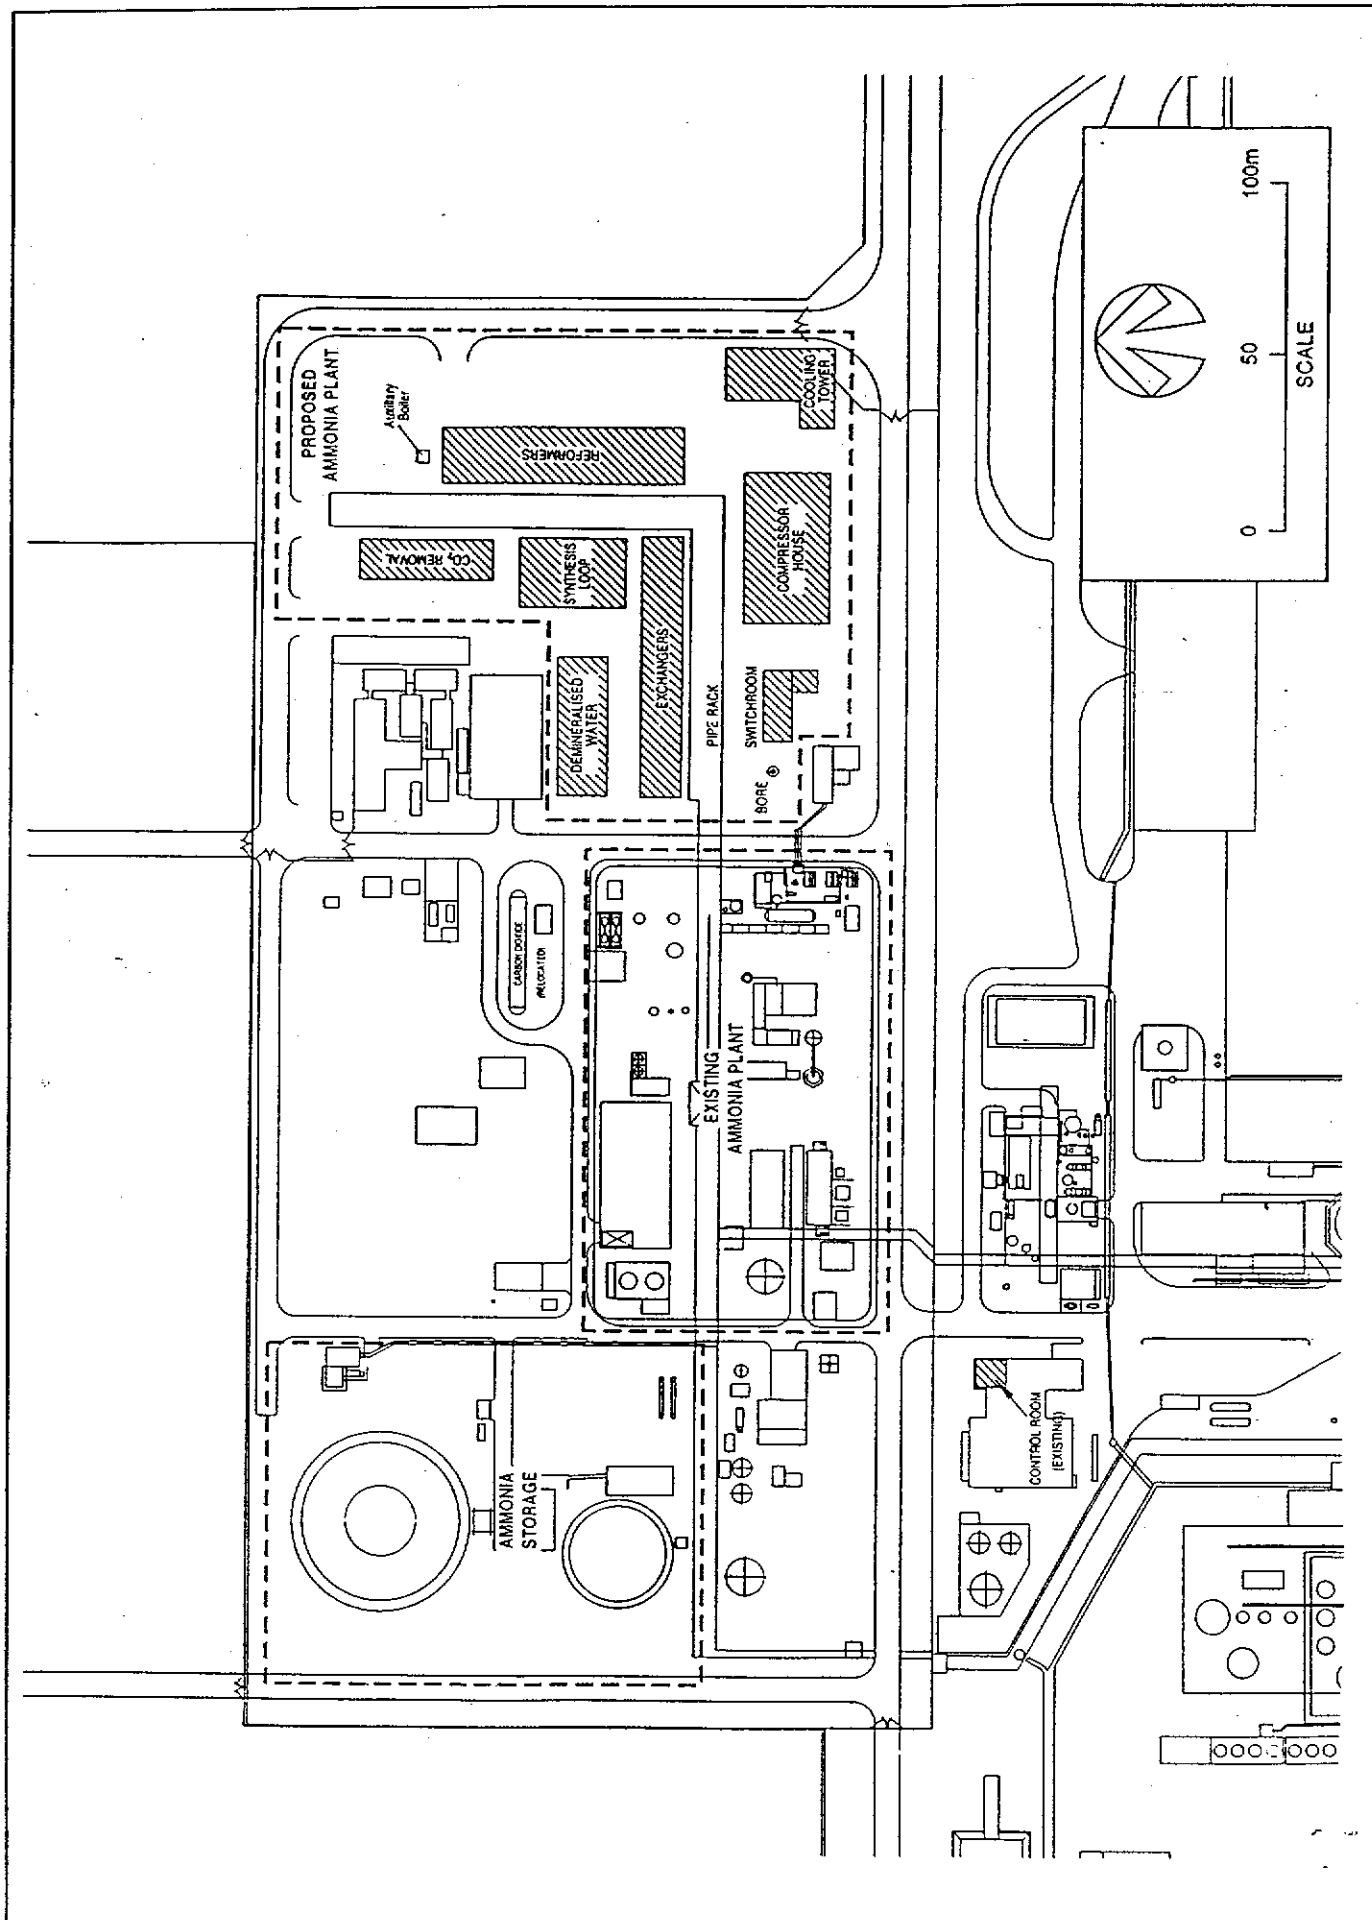 PROPOSED
AMMONIA PLANT
Auxiliary
Boiler
REFORMERS
COOLING
TOWER
CO₂ REMOVAL
SYNTHESIS
LOOP
COMPRESSOR
HOUSE
EXCHANGERS
DEMINERALISED
WATER
PIPE RACK
SWITCHROOM
BORE
CARBON DIOXIDE
(RELOCATED)
EXISTING
AMMONIA PLANT
AMMONIA
STORAGE
CONTROL ROOM
(EXISTING)
0
50
100m
SCALE